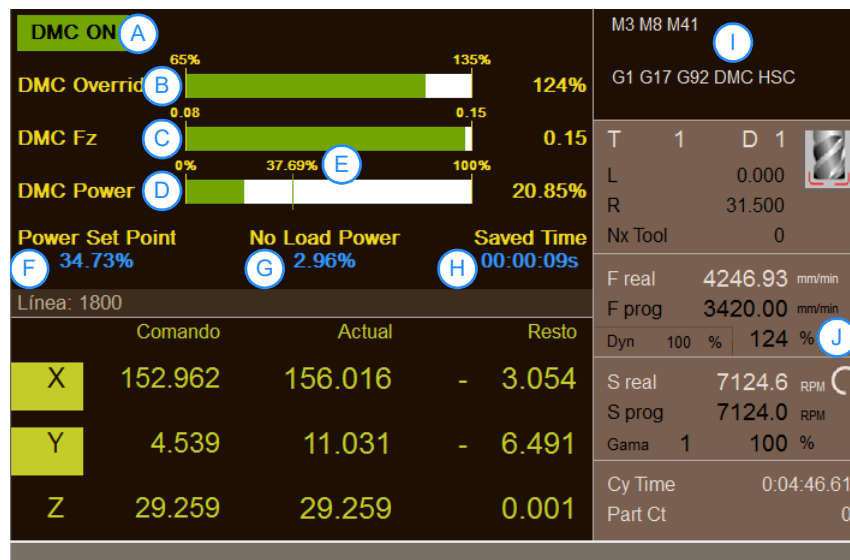 DMC ON A
65% 135%
DMC Overrid B 124%
0.08 0.15
DMC Fz C 0.15
0% 37.69% E 100%
DMC Power D 20.85%
Power Set Point No Load Power Saved Time
F 34.73% G 2.96% H 00:00:09s
Línea: 1800
Comando Actual Resto
X 152.962 156.016 - 3.054
Y 4.539 11.031 - 6.491
Z 29.259 29.259 0.001
M3 M8 M41
I
G1 G17 G92 DMC HSC
T 1 D 1
L 0.000
R 31.500
Nx Tool 0
F real 4246.93 mm/min
F prog 3420.00 mm/min
Dyn 100 % 124 % J
S real 7124.6 RPM
S prog 7124.0 RPM
Gama 1 100 %
Cy Time 0:04:46.61
Part Ct 0